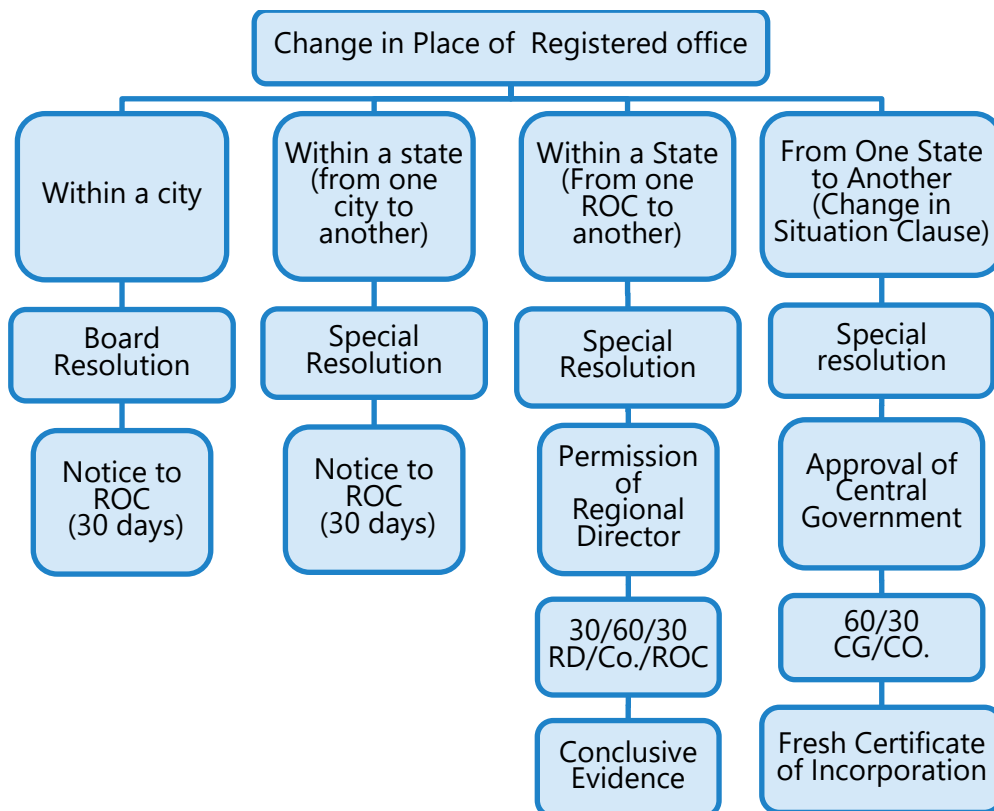 Change in Place of Registered office
Within a city
Board
Resolution
Notice to
ROC
(30 days)
Within a state
(from one
city to
another)
Special
Resolution
Notice to
ROC
(30 days)
Within a State
(From one
ROC to
another)
Special
Resolution
Permission
of
Regional
Director
30/60/30
RD/Co./ROC
Conclusive
Evidence
From One State
to Another
(Change in
Situation Clause)
Special
resolution
Approval of
Central
Government
60/30
CG/CO.
Fresh Certificate
of Incorporation